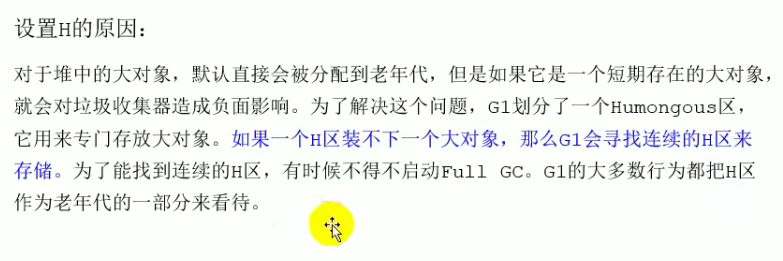 设置H的原因：
对于堆中的大对象，默认直接会被分配到老年代，但是如果它是一个短期存在的大对象，
就会对垃圾收集器造成负面影响。为了解决这个问题，G1划分了一个Humongous区，
它用来专门存放大对象。如果一个H区装不下一个大对象，那么G1会寻找连续的H区来
存储。为了能找到连续的H区，有时候不得不启动Full GC。G1的大多数行为都把H区
作为老年代的一部分来看待。